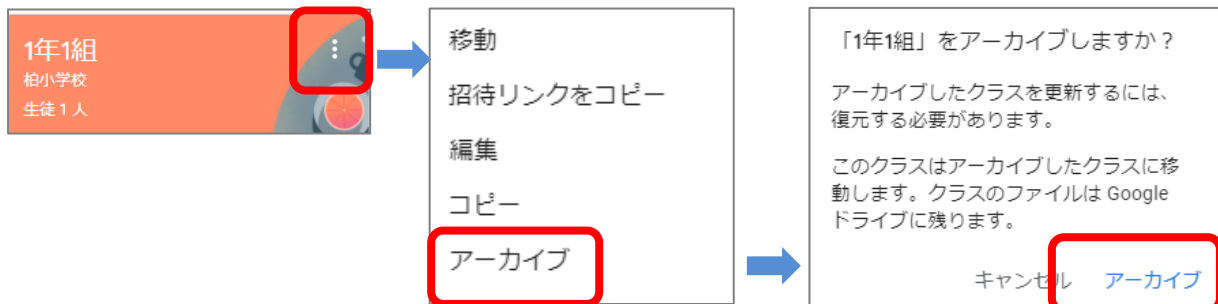 1年1組
柏小学校
生徒1人
移動
招待リンクをコピー
編集
コピー
アーカイブ
「1年1組」をアーカイブしますか？
アーカイブしたクラスを更新するには、
復元する必要があります。
このクラスはアーカイブしたクラスに移
動します。クラスのファイルは Google
ドライブに残ります。
キャンセル アーカイブ